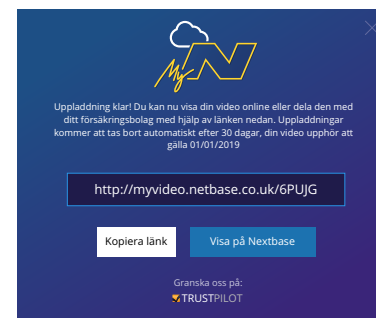 My N
Uppladdning klar! Du kan nu visa din video online eller dela den med
ditt försäkringsbolag med hjälp av länken nedan. Uppladdningar
kommer att tas bort automatiskt efter 30 dagar, din video upphör att
gälla 01/01/2019
http://myvideo.netbase.co.uk/6PUJG
Kopiera länk
Visa på Nextbase
Granska oss på:
TRUSTPILOT